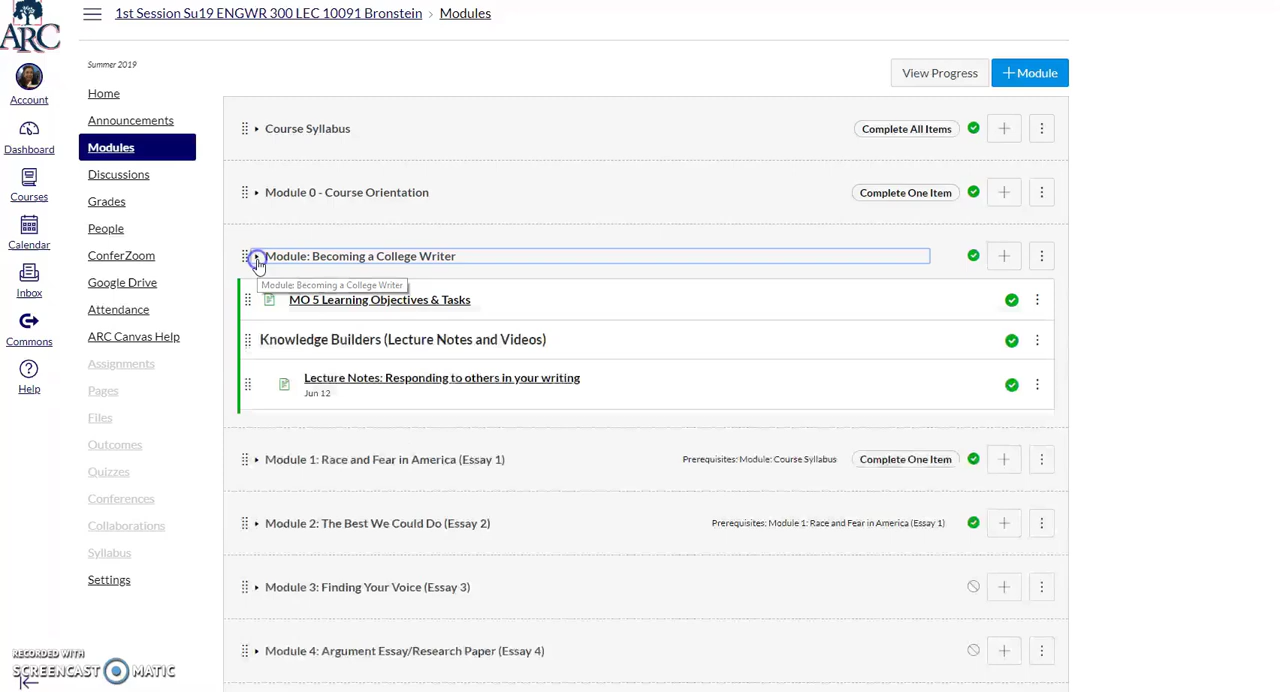 ARC
1st Session Su19 ENGWR 300 LEC 10091 Bronstein › Modules
Account
Dashboard
Courses
Calendar
Inbox
Commons
Help
Summer 2019
Home
Announcements
Modules
Discussions
Grades
People
ConferZoom
Google Drive
Attendance
ARC Canvas Help
Assignments
Pages
Files
Outcomes
Quizzes
Conferences
Collaborations
Syllabus
Settings
View Progress
+ Module
Course Syllabus
Complete All Items
Module 0 - Course Orientation
Complete One Item
Module: Becoming a College Writer
Module: Becoming a College Writer
MO 5 Learning Objectives & Tasks
Knowledge Builders (Lecture Notes and Videos)
Lecture Notes: Responding to others in your writing
Jun 12
Module 1: Race and Fear in America (Essay 1)
Prerequisites: Module: Course Syllabus
Complete One Item
Module 2: The Best We Could Do (Essay 2)
Prerequisites: Module 1: Race and Fear in America (Essay 1)
Module 3: Finding Your Voice (Essay 3)
Module 4: Argument Essay/Research Paper (Essay 4)
RECORDED WITH
SCREENCAST MATIC